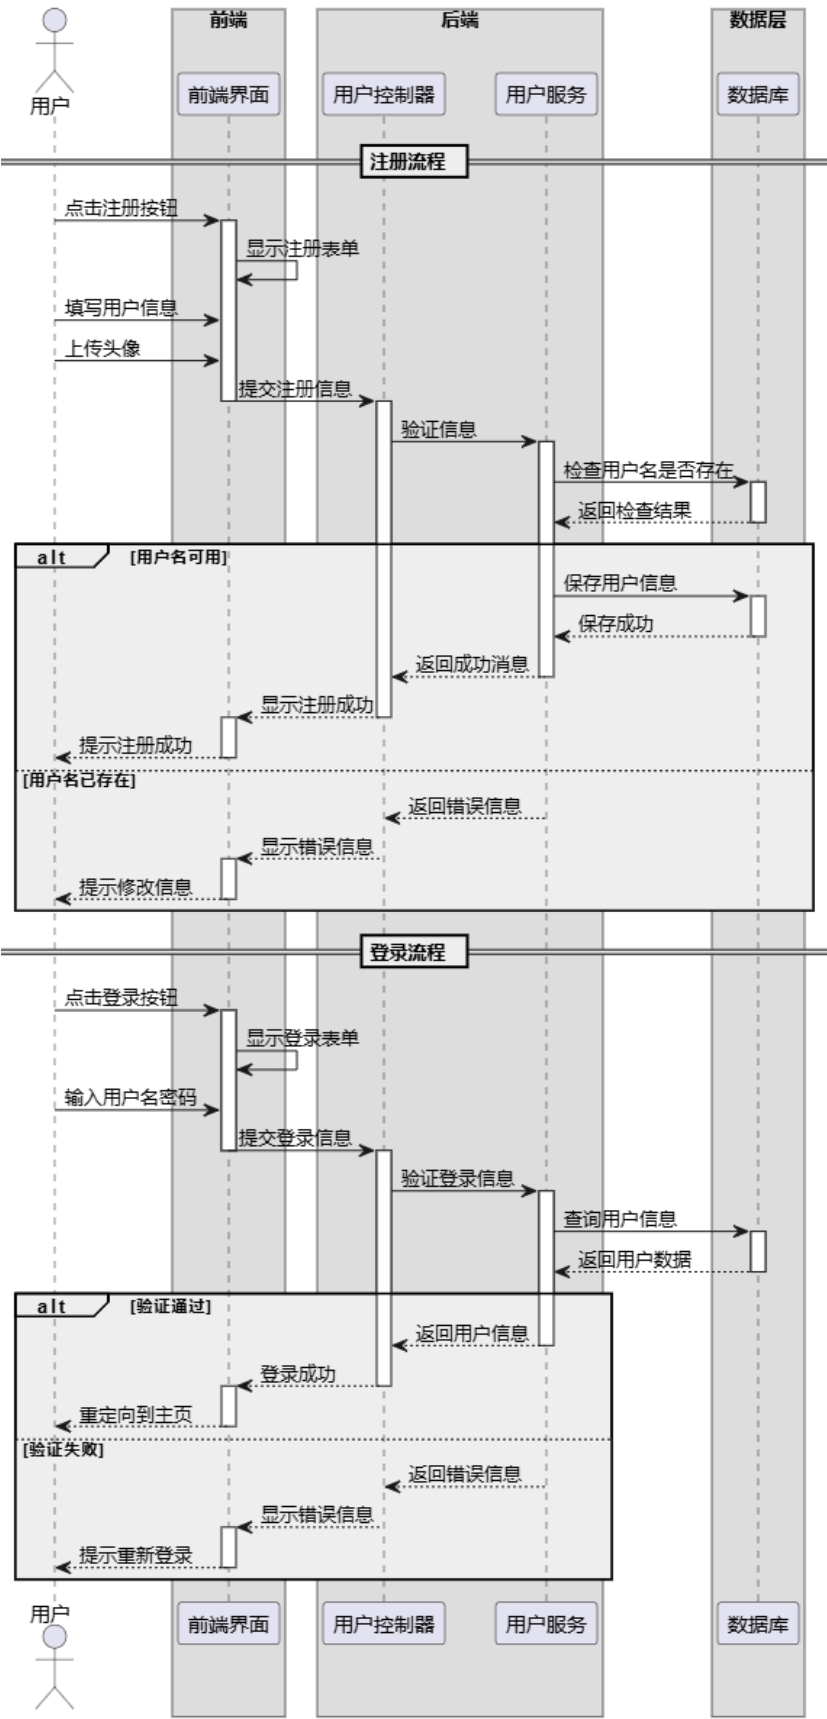 前端
后端
数据层
用户
前端界面
用户控制器
用户服务
数据库
注册流程
点击注册按钮
显示注册表单
填写用户信息
上传头像
提交注册信息
验证信息
检查用户名是否存在
返回检查结果
alt
[用户名可用]
保存用户信息
保存成功
返回成功消息
显示注册成功
提示注册成功
[用户名已存在]
返回错误信息
显示错误信息
提示修改信息
登录流程
点击登录按钮
显示登录表单
输入用户名密码
提交登录信息
验证登录信息
查询用户信息
返回用户数据
alt
[验证通过]
返回用户信息
登录成功
重定向到主页
[验证失败]
返回错误信息
显示错误信息
提示重新登录
用户
前端界面
用户控制器
用户服务
数据库